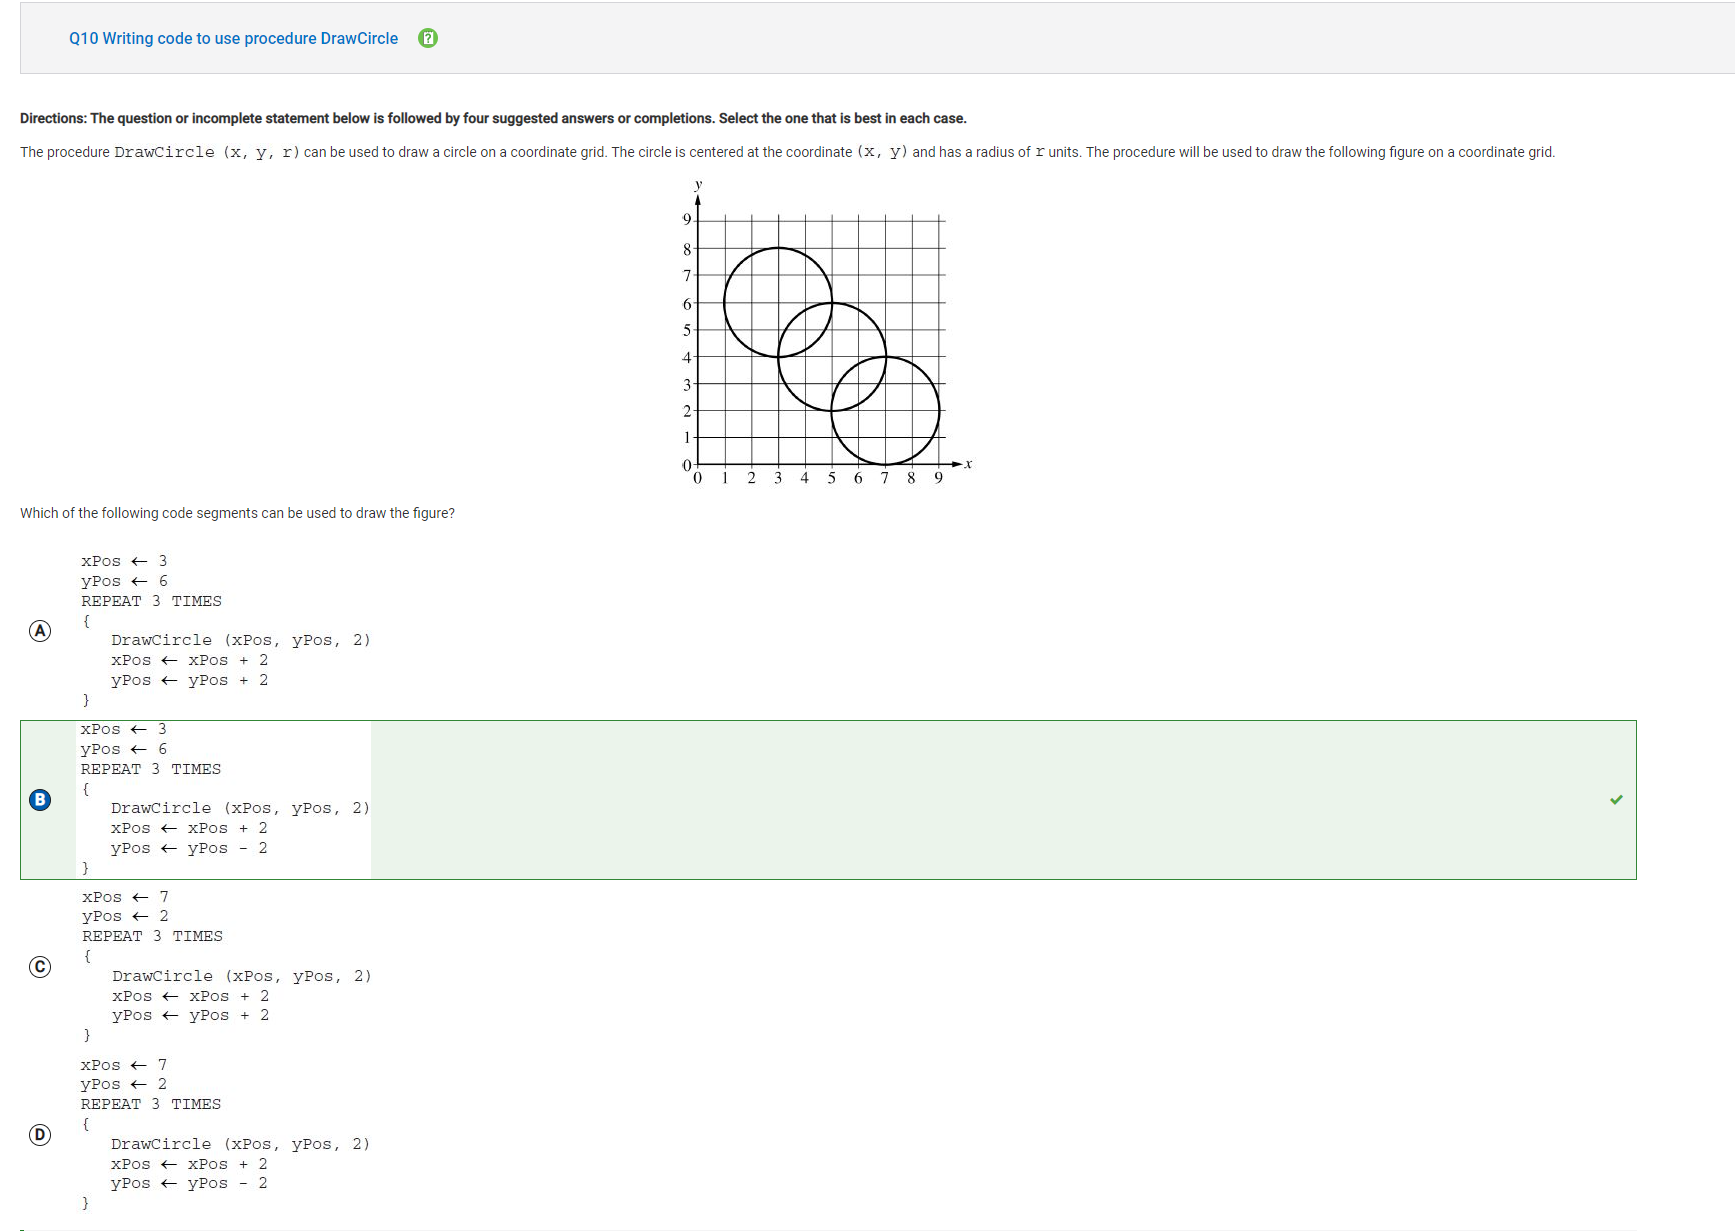 Q10 Writing code to use procedure DrawCircle
Directions: The question or incomplete statement below is followed by four suggested answers or completions. Select the one that is best in each case.
The procedure DrawCircle (x, y, r) can be used to draw a circle on a coordinate grid. The circle is centered at the coordinate (x, y) and has a radius of r units. The procedure will be used to draw the following figure on a coordinate grid.
y
9
8
7
6
5
4
3
2
1
0
x
0 1 2 3 4 5 6 7 8 9
Which of the following code segments can be used to draw the figure?
A
xPos ← 3
yPos ← 6
REPEAT 3 TIMES
{
DrawCircle (xPos, yPos, 2)
xPos ← xPos + 2
yPos ← yPos + 2
}
B
xPos ← 3
yPos ← 6
REPEAT 3 TIMES
{
DrawCircle (xPos, yPos, 2)
xPos ← xPos + 2
yPos ← yPos - 2
}
C
xPos ← 7
yPos ← 2
REPEAT 3 TIMES
{
DrawCircle (xPos, yPos, 2)
xPos ← xPos + 2
yPos ← yPos + 2
}
D
xPos ← 7
yPos ← 2
REPEAT 3 TIMES
{
DrawCircle (xPos, yPos, 2)
xPos ← xPos + 2
yPos ← yPos - 2
}